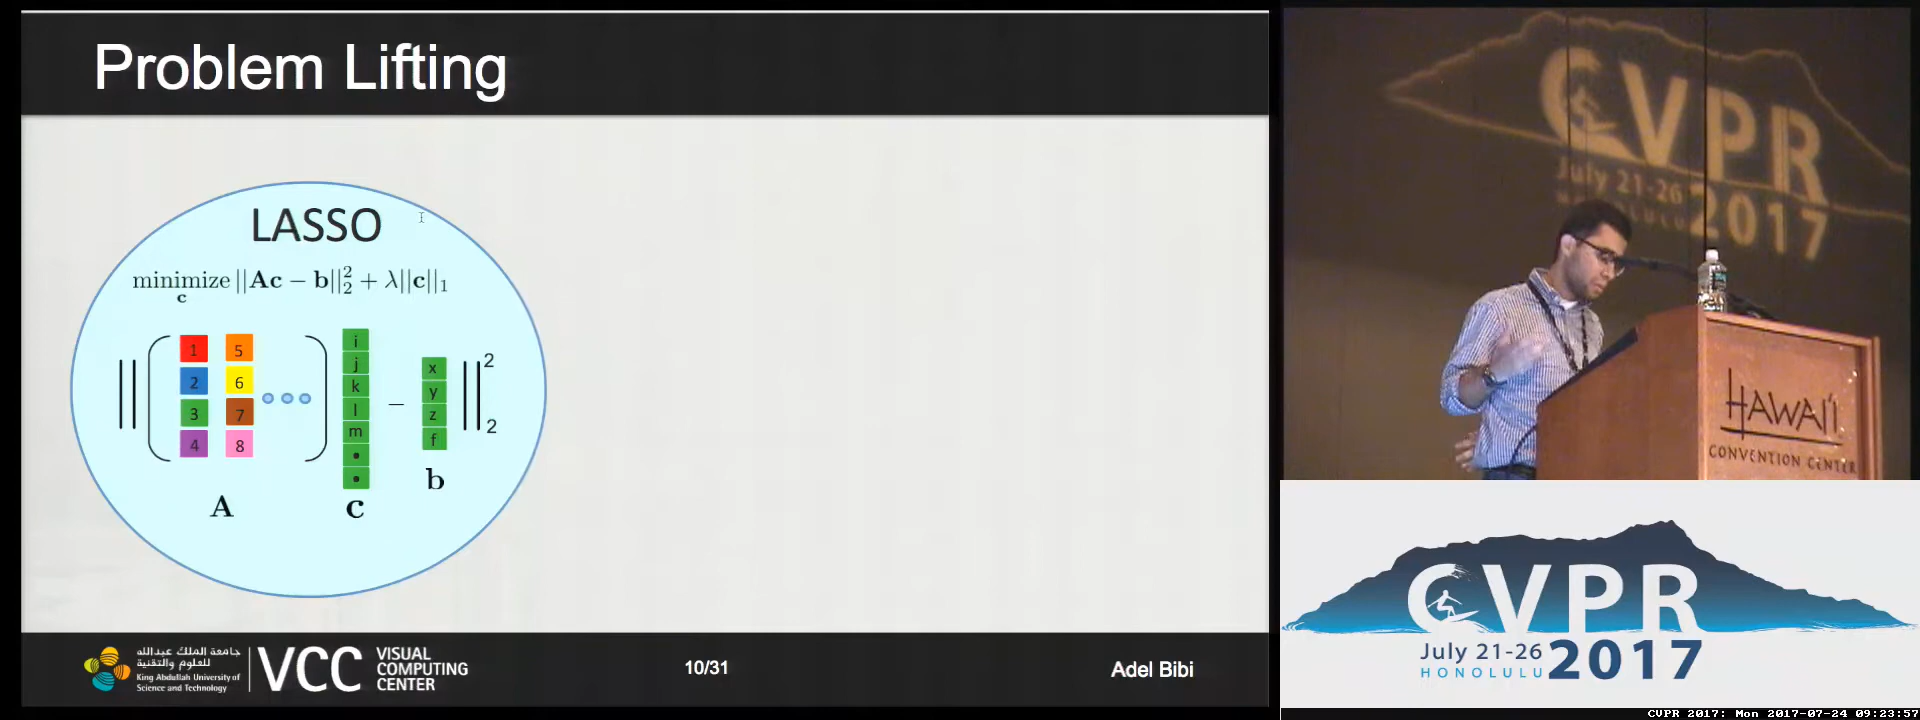 Problem Lifting
LASSO
minimize ||Ac − b||₂² + λ||c||₁
c
1 5
2 6
3 7
4 8
i
j
k
l
m
•
•
−
x
y
z
f
2
2
A
c
b
جامعة الملك عبدالله
للعلوم والتقنية
King Abdullah University of
Science and Technology
VCC
VISUAL
COMPUTING
CENTER
10/31
Adel Bibi
CVPR
July 21-26
HONOLULU
2017
HAWAI'I
CONVENTION CENTER
CVPR
July 21-26
HONOLULU
2017
CVPR 2017: Mon 2017-07-24 09:23:57